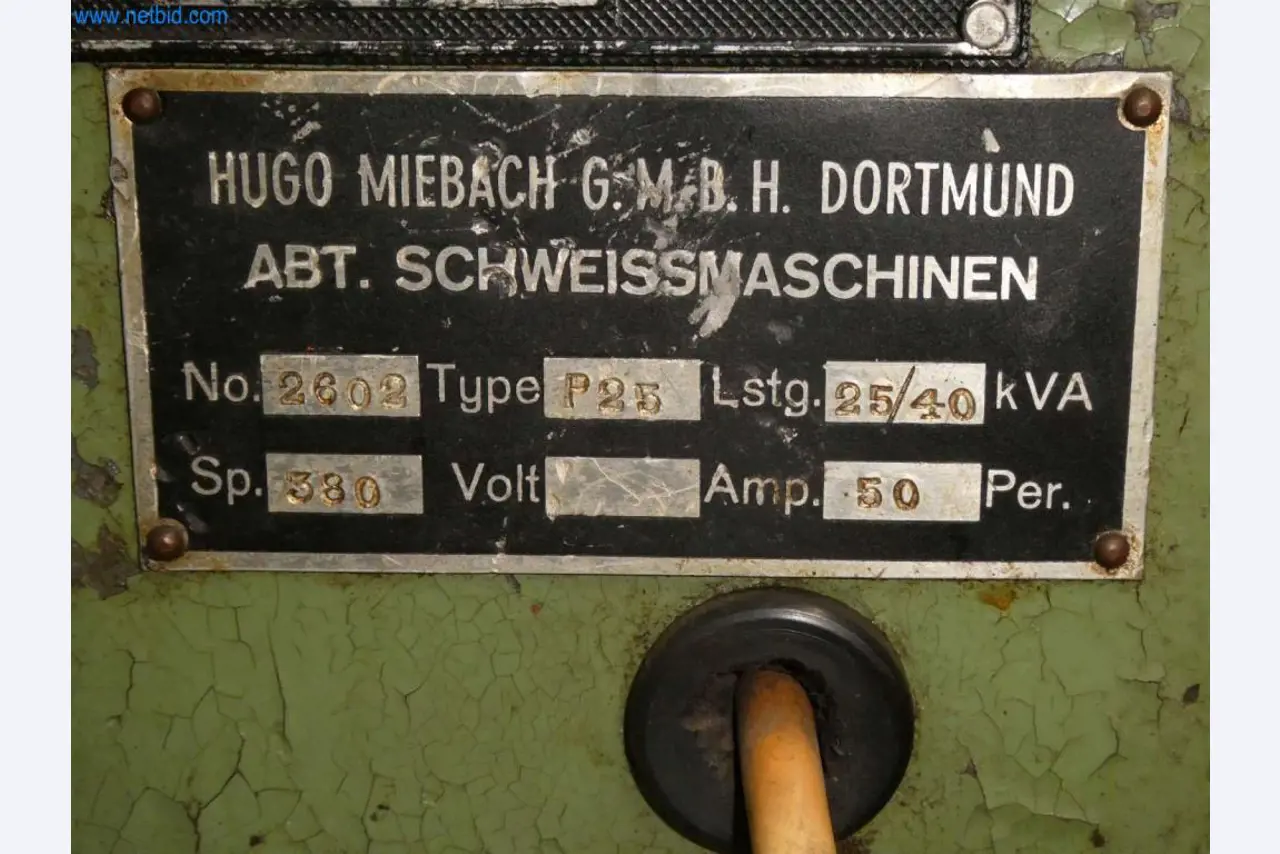 www.netbid.com
HUGO MIEBACH G.M.B.H. DORTMUND
ABT. SCHWEISSMASCHINEN
No. 2602 Type P25 Lstg. 25/40 kVA
Sp. 380 Volt Amp. 50 Per.